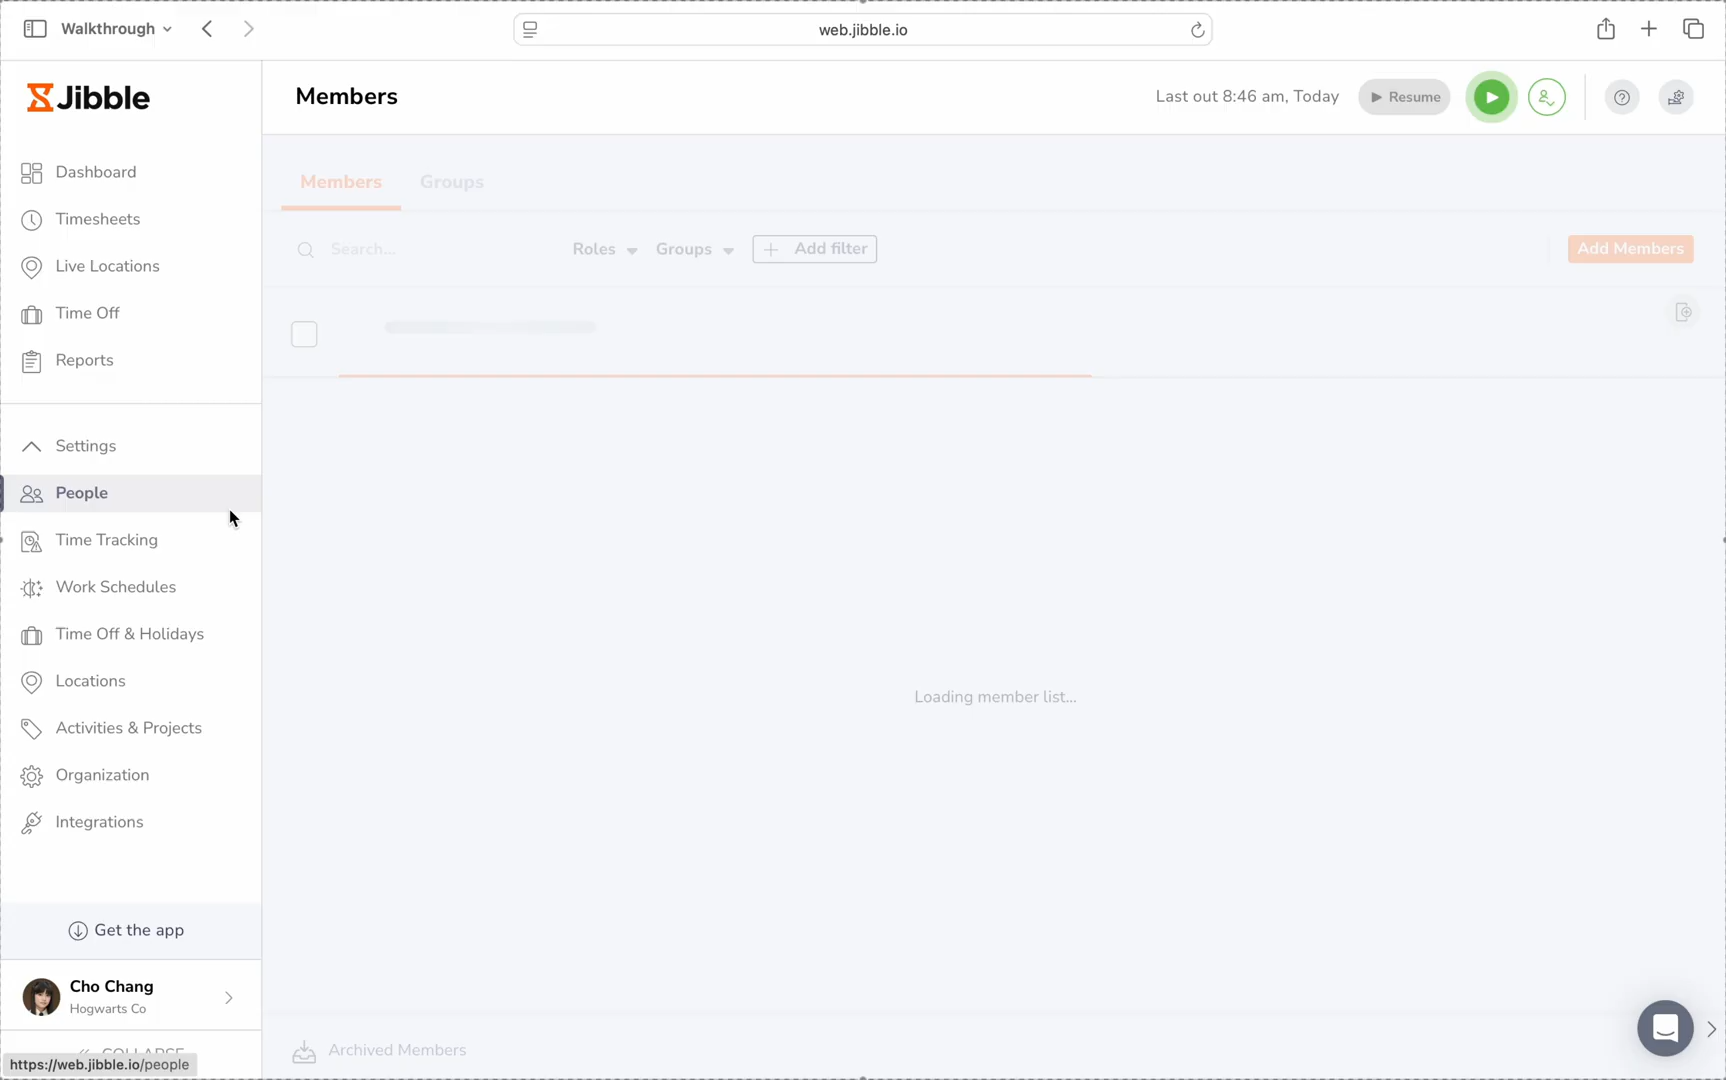 Walkthrough
web.jibble.io
Jibble
Members
Last out 8:46 am, Today
Resume
Dashboard
Timesheets
Live Locations
Time Off
Reports
Settings
People
Time Tracking
Work Schedules
Time Off & Holidays
Locations
Activities & Projects
Organization
Integrations
Get the app
Cho Chang
Hogwarts Co
COLLAPSE
https://web.jibble.io/people
Members
Groups
Search...
Roles
Groups
Add filter
Add Members
Loading member list...
Archived Members